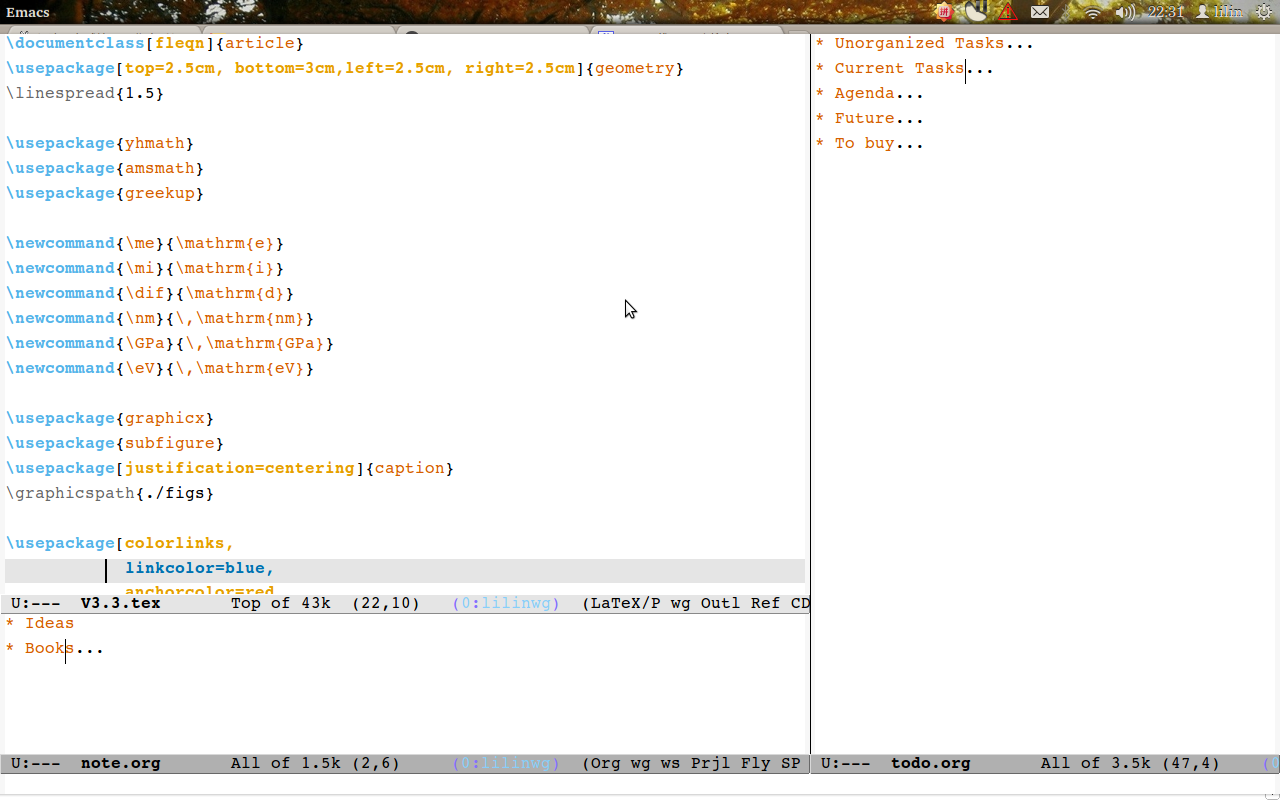 Emacs
拼 22:31 lilin
\documentclass[fleqn]{article}
\usepackage[top=2.5cm, bottom=3cm,left=2.5cm, right=2.5cm]{geometry}
\linespread{1.5}
\usepackage{yhmath}
\usepackage{amsmath}
\usepackage{greekup}
\newcommand{\me}{\mathrm{e}}
\newcommand{\mi}{\mathrm{i}}
\newcommand{\dif}{\mathrm{d}}
\newcommand{\nm}{\,\mathrm{nm}}
\newcommand{\GPa}{\,\mathrm{GPa}}
\newcommand{\eV}{\,\mathrm{eV}}
\usepackage{graphicx}
\usepackage{subfigure}
\usepackage[justification=centering]{caption}
\graphicspath{./figs}
\usepackage[colorlinks,
linkcolor=blue,
anchorcolor=red
U:--- V3.3.tex Top of 43k (22,10) (0:lilinwg) (LaTeX/P wg Outl Ref CD
* Ideas
* Books...
U:--- note.org All of 1.5k (2,6) (0:lilinwg) (Org wg ws Prjl Fly SP
* Unorganized Tasks...
* Current Tasks...
* Agenda...
* Future...
* To buy...
U:--- todo.org All of 3.5k (47,4) (0